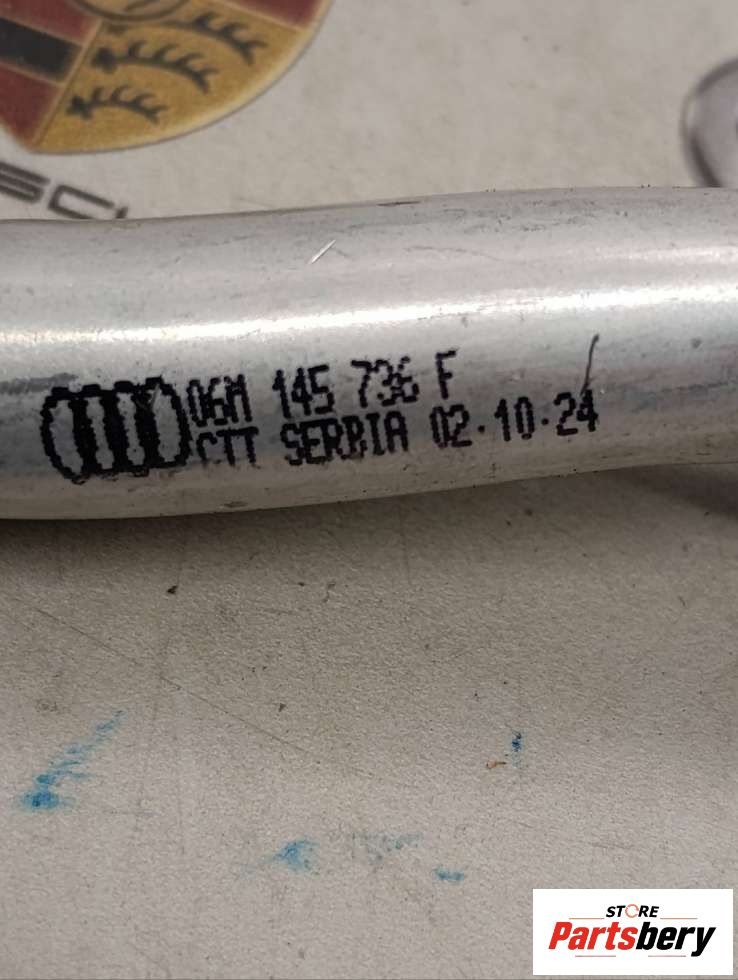 06M 145 736 F
CTT SERBIA 02·10·24
STORE
Partsbery